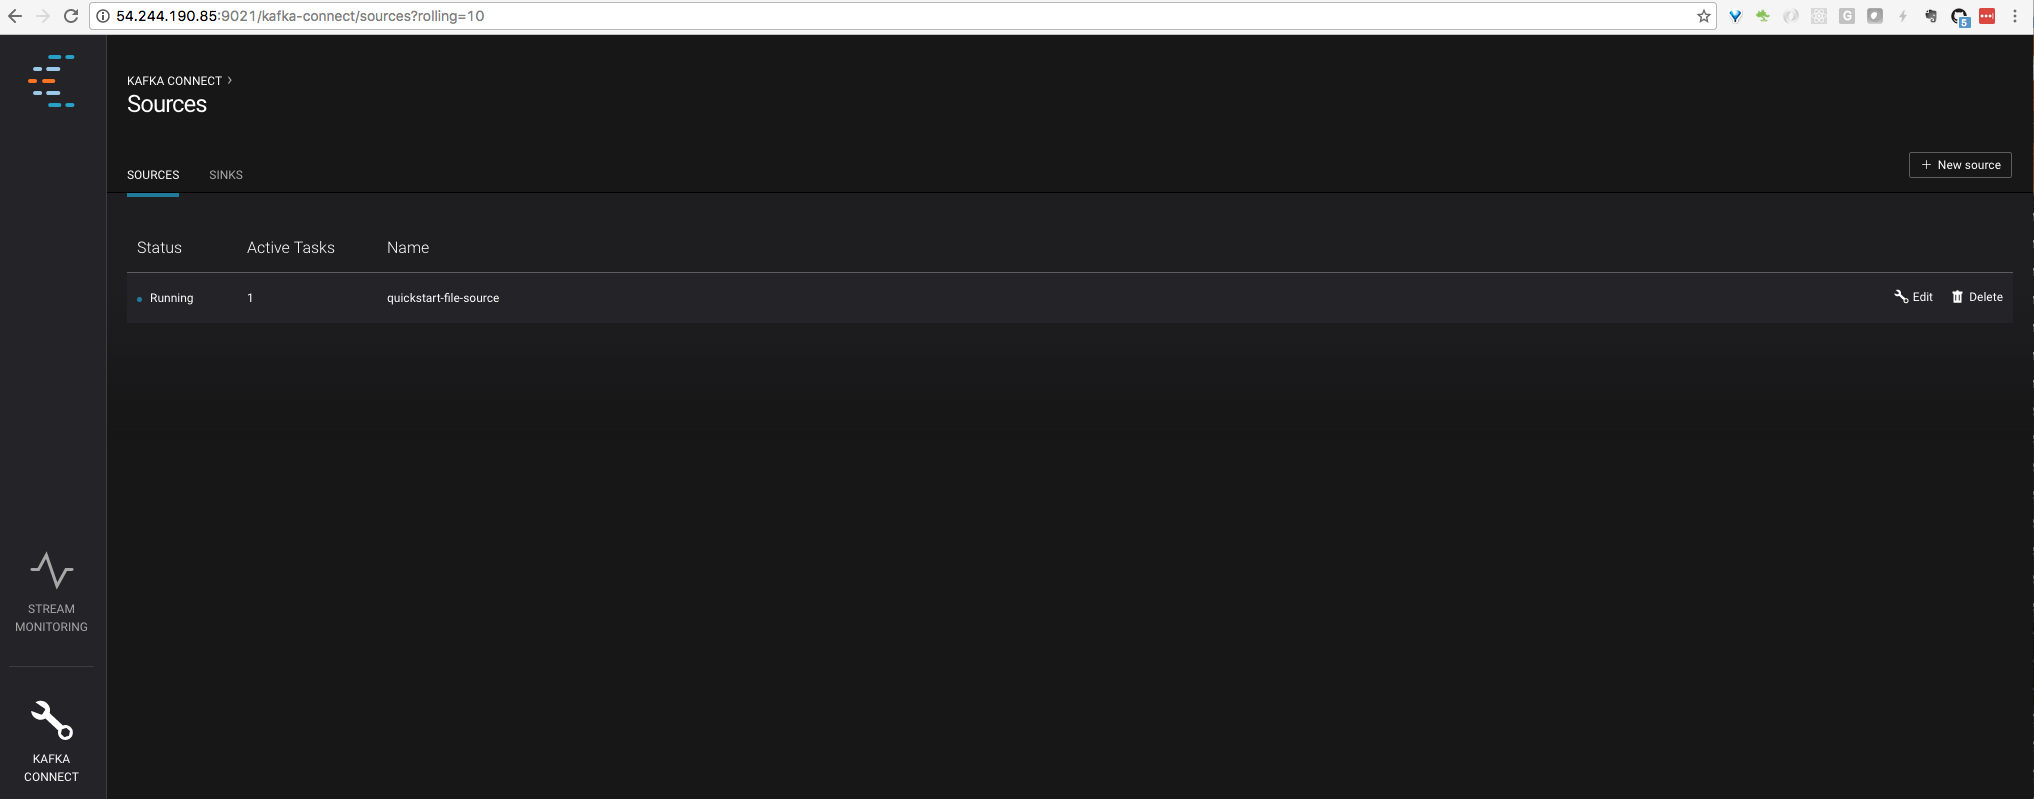 54.244.190.85:9021/kafka-connect/sources?rolling=10
G
5
KAFKA CONNECT ›
Sources
SOURCES SINKS
+ New source
Status Active Tasks Name
Running 1 quickstart-file-source Edit Delete
STREAM
MONITORING
KAFKA
CONNECT